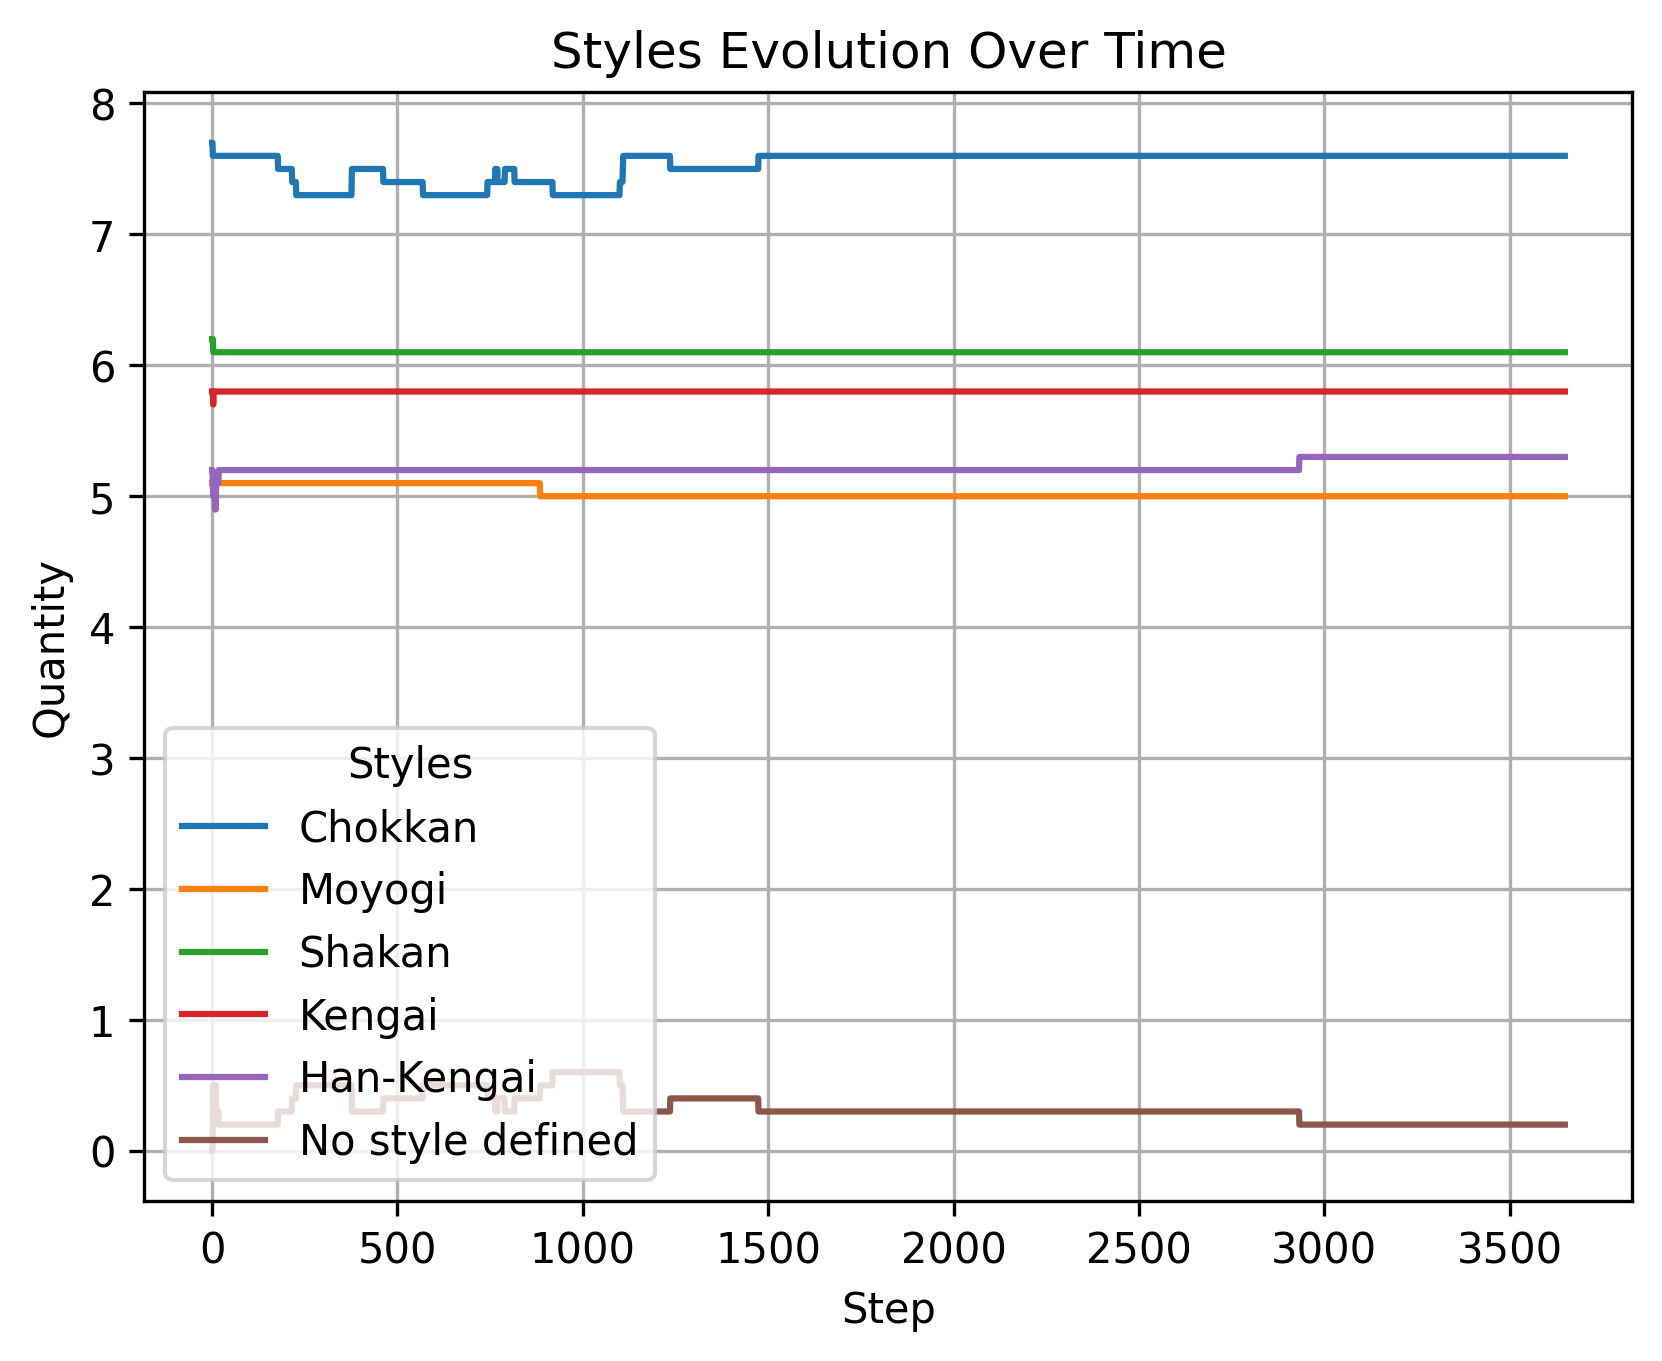 Styles Evolution Over Time
8
7
6
5
4
3
2
1
0
Quantity
Styles
Chokkan
Moyogi
Shakan
Kengai
Han-Kengai
No style defined
0 500 1000 1500 2000 2500 3000 3500
Step